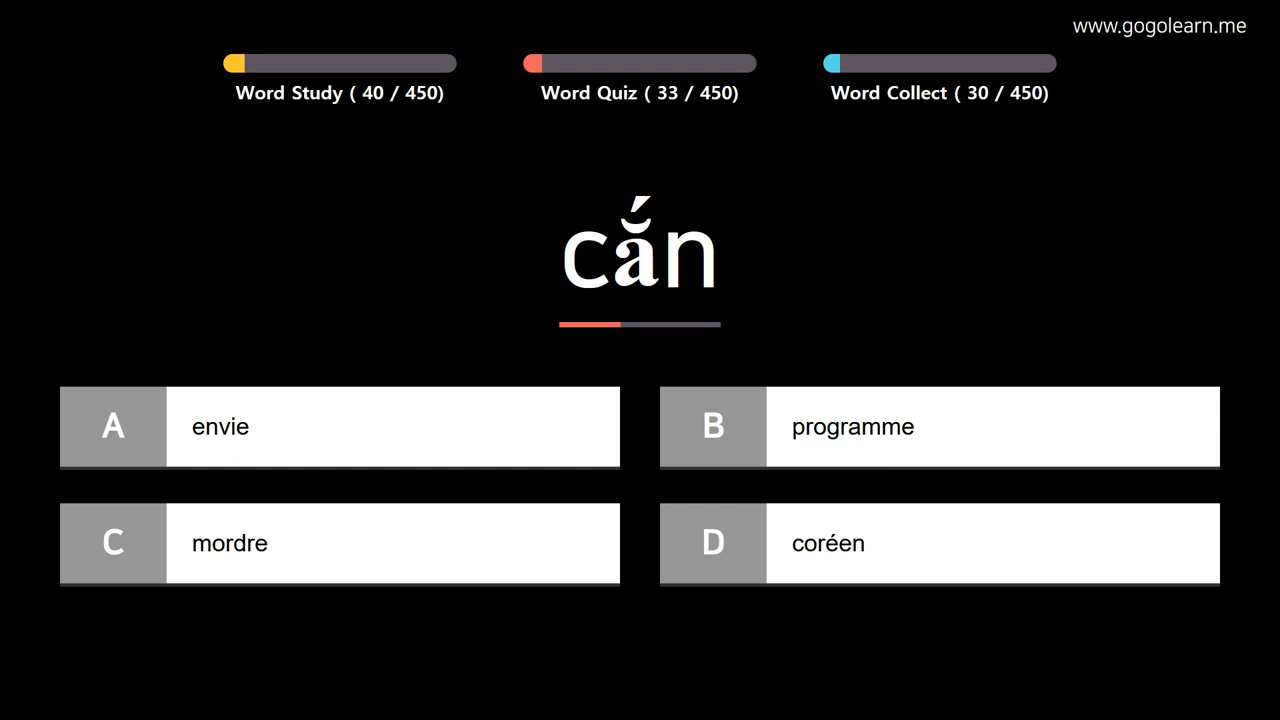 www.gogolearn.me
Word Study ( 40 / 450)
Word Quiz ( 33 / 450)
Word Collect ( 30 / 450)
cắn
A envie
B programme
C mordre
D coréen